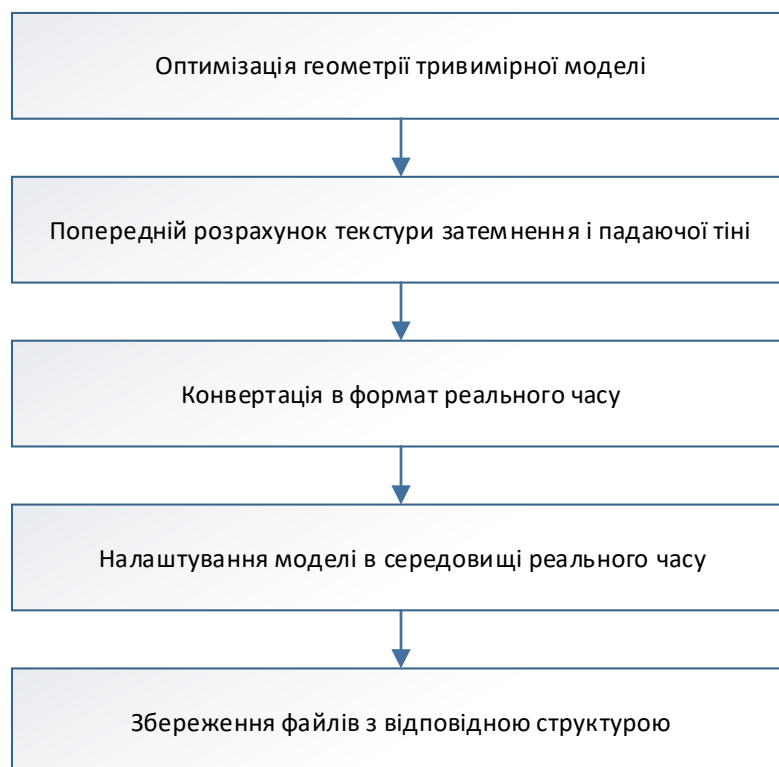 Оптимізація геометрії тривимірної моделі
Попередній розрахунок текстури затемнення і падаючої тіні
Конвертація в формат реального часу
Налаштування моделі в середовищі реального часу
Збереження файлів з відповідною структурою